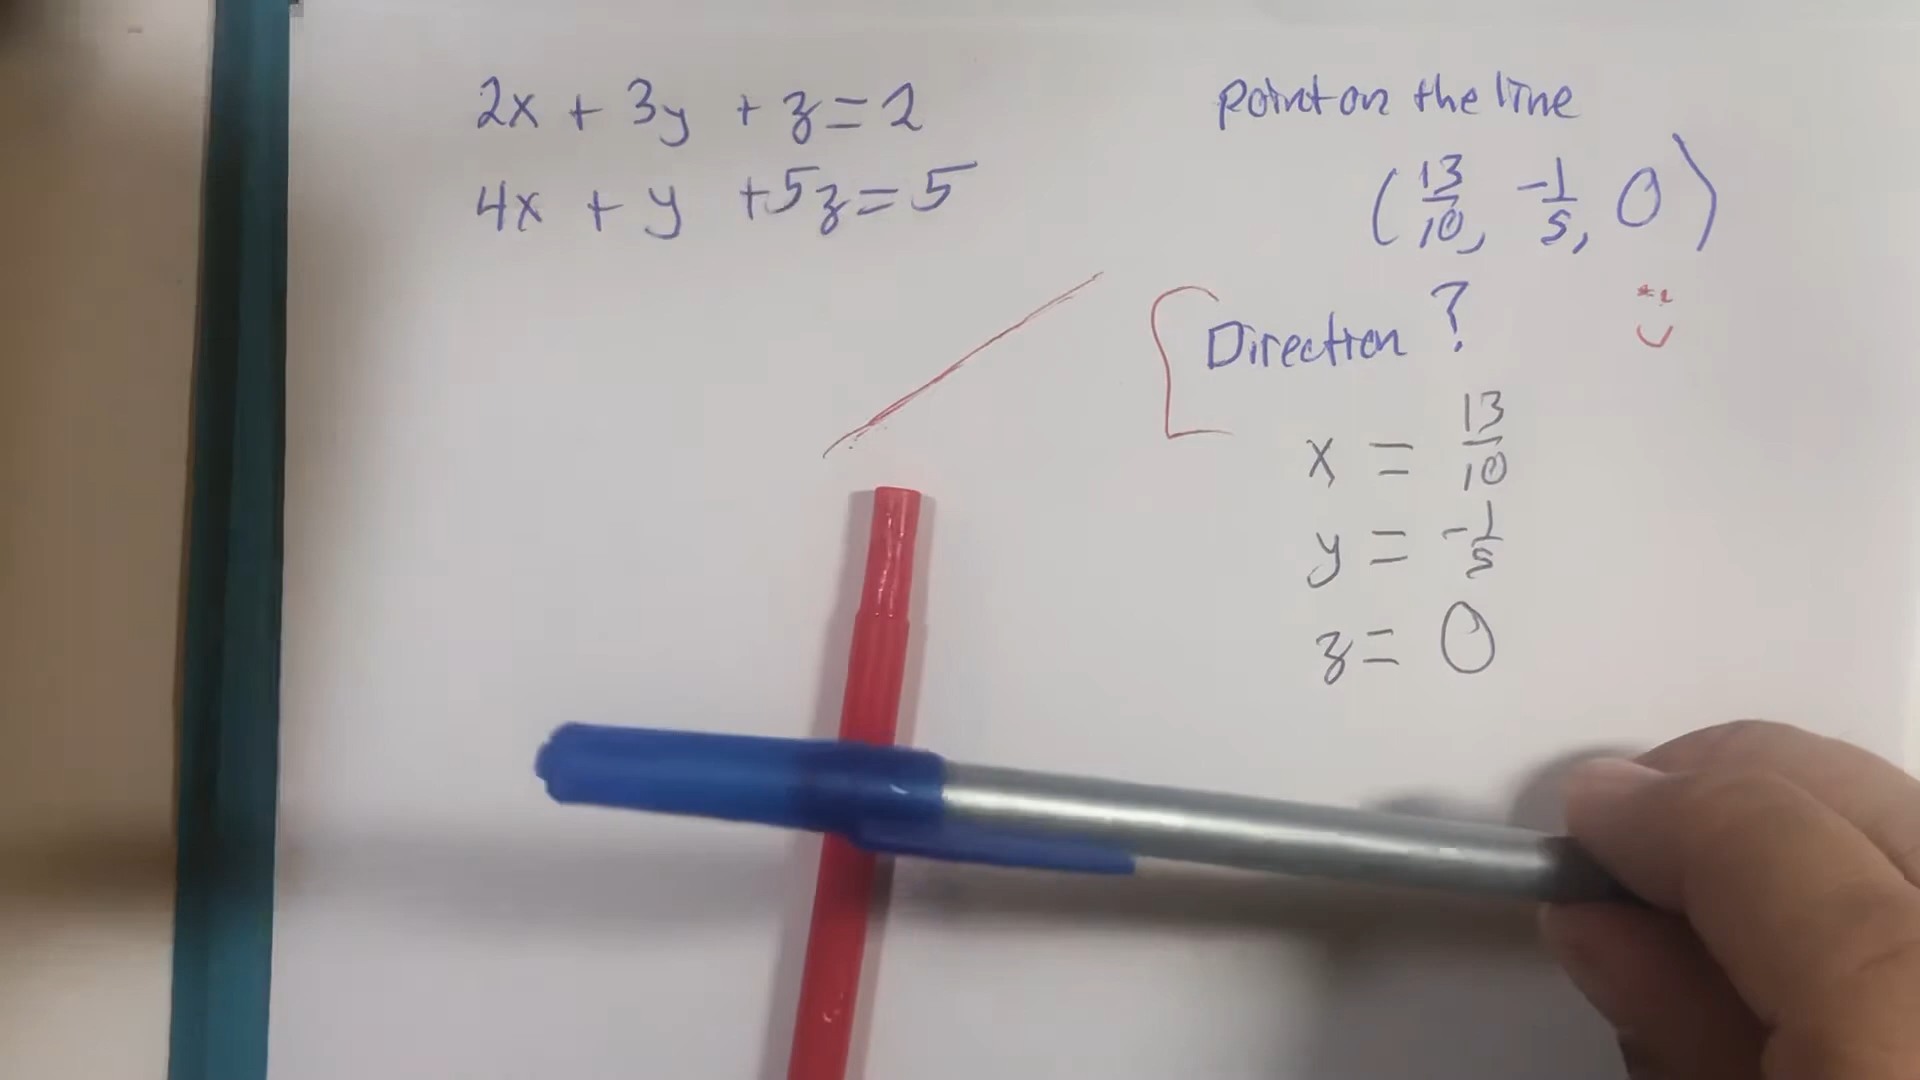 2x + 3y + z = 2
4x + y + 5z = 5
Point on the line
(13/10, -1/5, 0)
Direction ?
x = 13/10
y = -1/5
z = 0